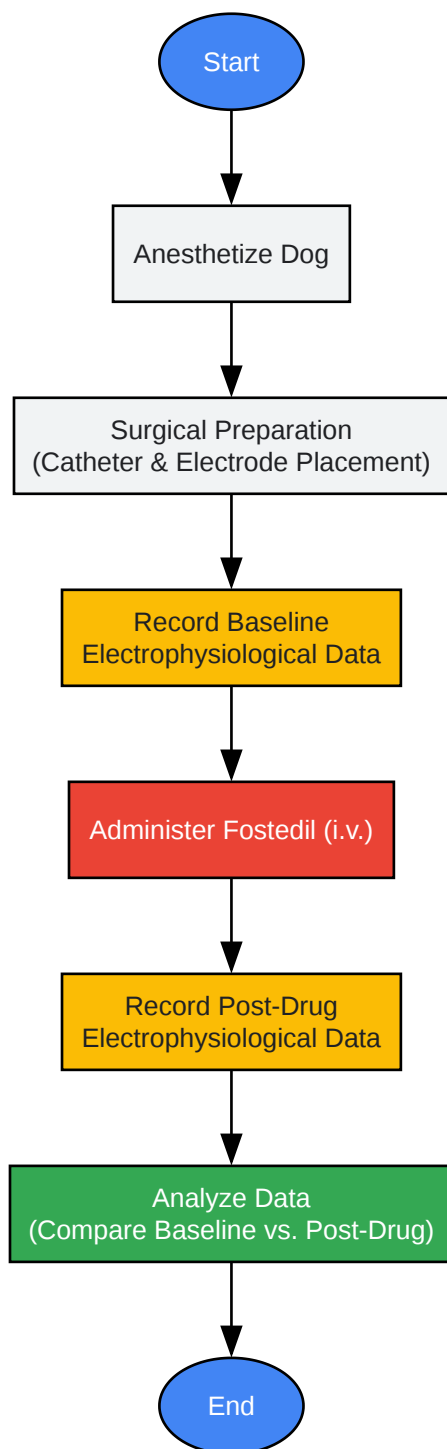 Start
Anesthetize Dog
Surgical Preparation
(Catheter & Electrode Placement)
Record Baseline
Electrophysiological Data
Administer Fostedil (i.v.)
Record Post-Drug
Electrophysiological Data
Analyze Data
(Compare Baseline vs. Post-Drug)
End